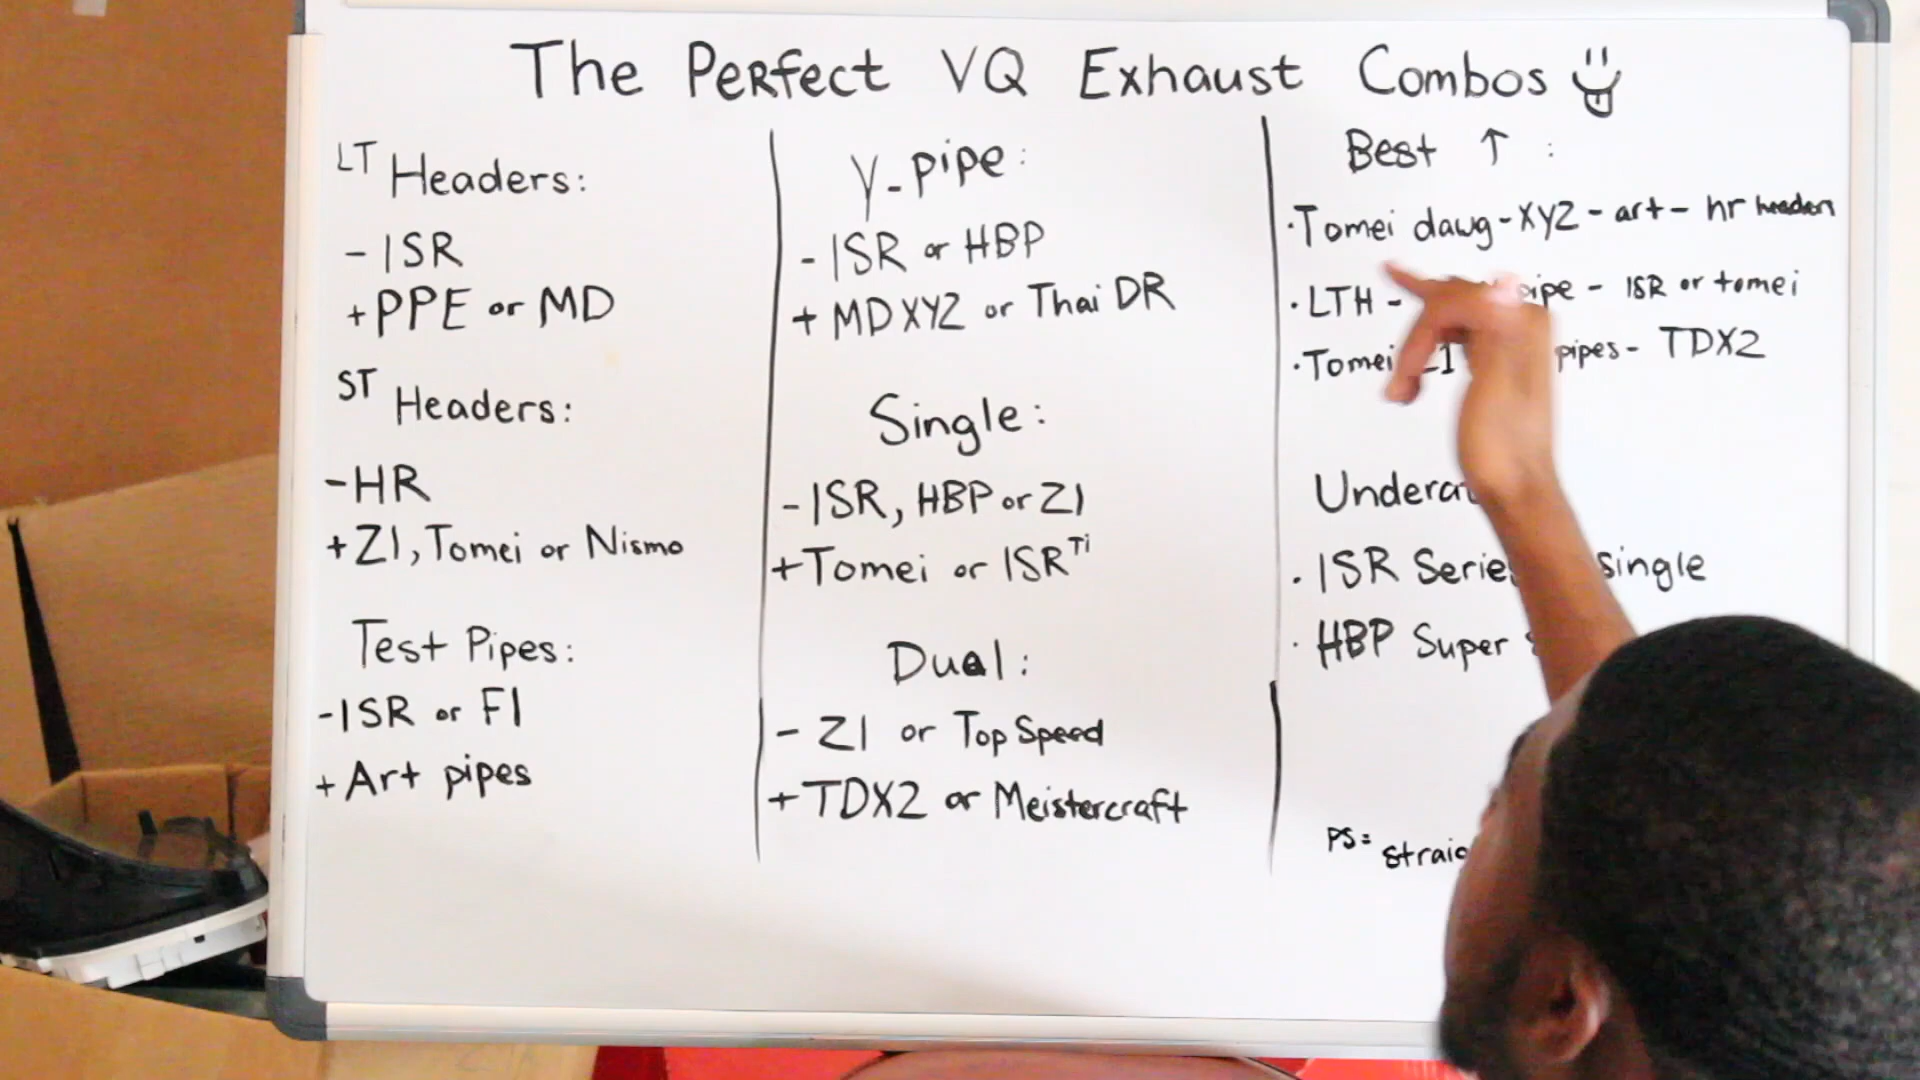 The Perfect VQ Exhaust Combos
LT Headers:
- ISR
+ PPE or MD
ST Headers:
- HR
+ Z1, Tomei or Nismo
Test Pipes:
- ISR or FI
+ Art pipes
Y-pipe:
- ISR or HBP
+ MD XYZ or Thai DR
Single:
- ISR, HBP or Z1
+ Tomei or ISR Ti
Dual:
- Z1 or Top Speed
+ TDX2 or Meistercraft
Best ↑ :
· Tomei dawg - XYZ - art - hr headers
· LTH - pipe - ISR or tomei
· Tomei pipes - TDX2
· ISR Series single
· HBP Super
PS: